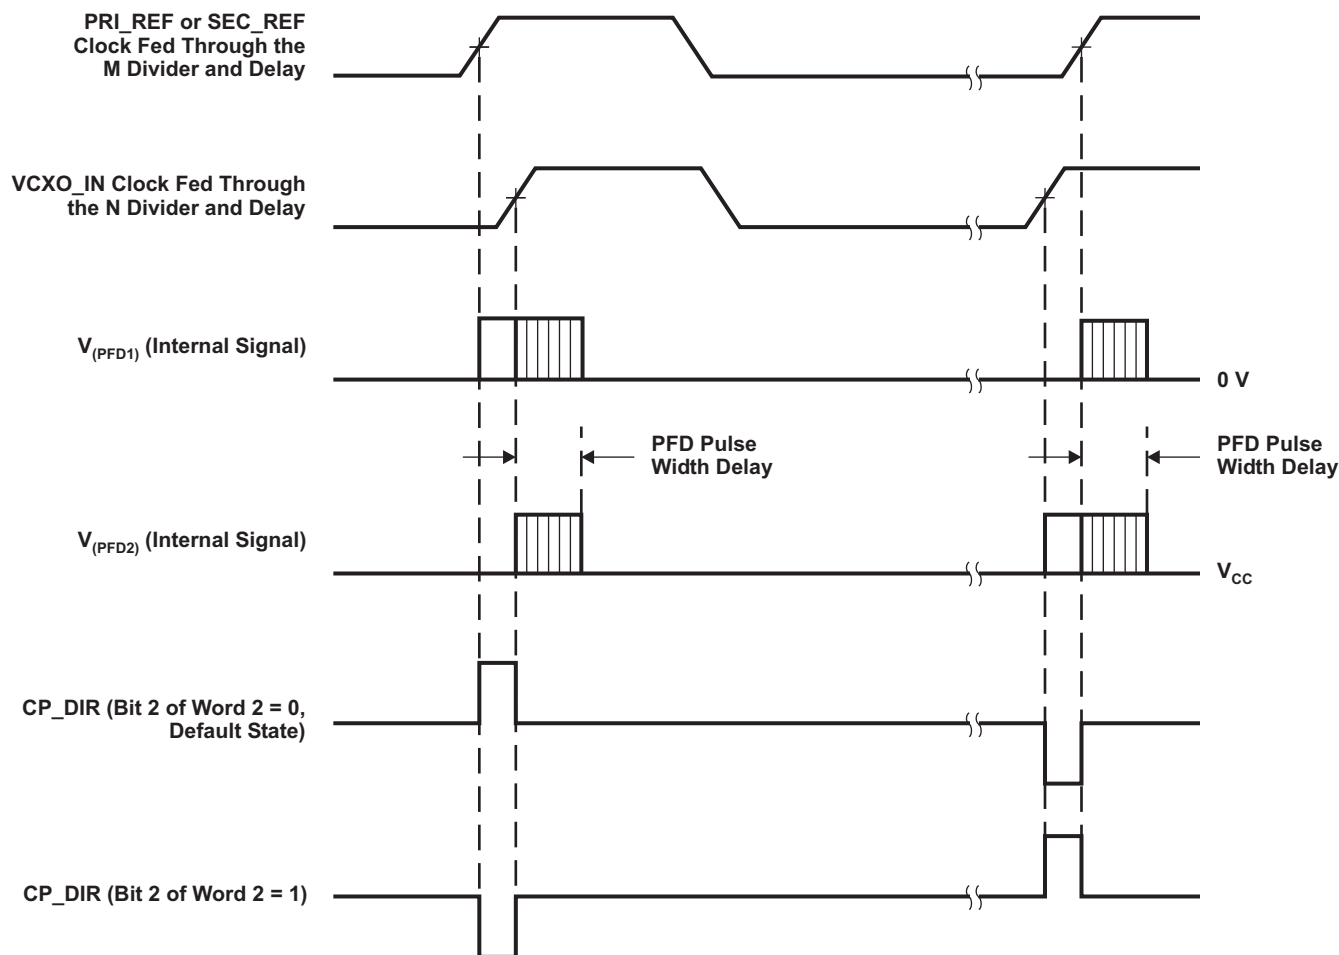 PRI_REF or SEC_REF
Clock Fed Through the
M Divider and Delay
VCXO_IN Clock Fed Through
the N Divider and Delay
V(PFD1) (Internal Signal)
0 V
PFD Pulse
Width Delay
PFD Pulse
Width Delay
V(PFD2) (Internal Signal)
VCC
CP_DIR (Bit 2 of Word 2 = 0,
Default State)
CP_DIR (Bit 2 of Word 2 = 1)